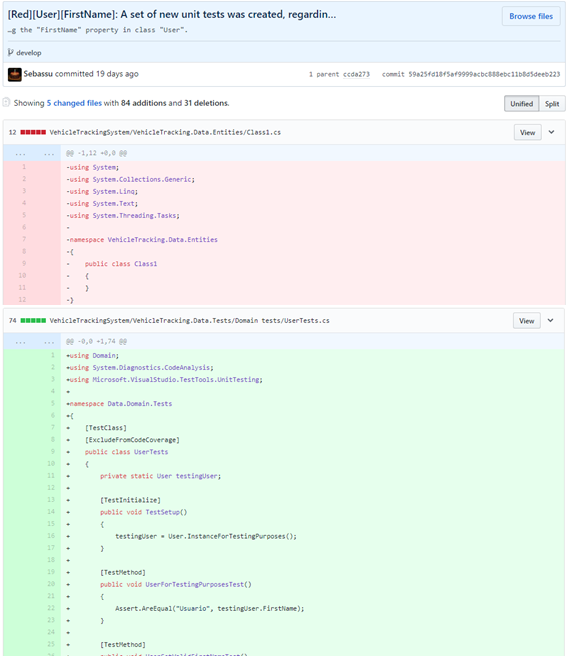 [Red][User][FirstName]: A set of new unit tests was created, regardin…
Browse files
…g the "FirstName" property in class "User".
develop
Sebassu committed 19 days ago
1 parent ccda273 commit 59a25fd18f5af9999acbc888ebc11b8d5deeb223
Showing 5 changed files with 84 additions and 31 deletions.
Unified Split
12 VehicleTrackingSystem/VehicleTracking.Data.Entities/Class1.cs View
... ... @@ -1,12 +0,0 @@
1 -using System;
2 -using System.Collections.Generic;
3 -using System.Linq;
4 -using System.Text;
5 -using System.Threading.Tasks;
6 -
7 -namespace VehicleTracking.Data.Entities
8 -{
9 - public class Class1
10 - {
11 - }
12 -}
74 VehicleTrackingSystem/VehicleTracking.Data.Tests/Domain tests/UserTests.cs View
... ... @@ -0,0 +1,74 @@
1 +using Domain;
2 +using System.Diagnostics.CodeAnalysis;
3 +using Microsoft.VisualStudio.TestTools.UnitTesting;
4 +
5 +namespace Data.Domain.Tests
6 +{
7 + [TestClass]
8 + [ExcludeFromCodeCoverage]
9 + public class UserTests
10 + {
11 + private static User testingUser;
12 +
13 + [TestInitialize]
14 + public void TestSetup()
15 + {
16 + testingUser = User.InstanceForTestingPurposes();
17 + }
18 +
19 + [TestMethod]
20 + public void UserForTestingPurposesTest()
21 + {
22 + Assert.AreEqual("Usuario", testingUser.FirstName);
23 + }
24 +
25 + [TestMethod]